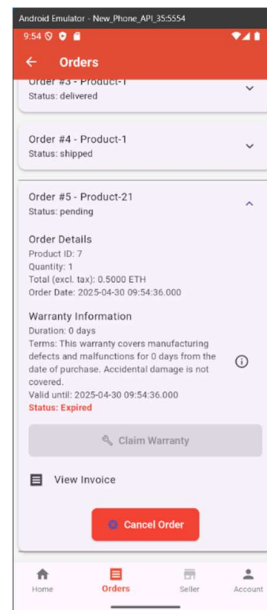 Android Emulator - New_Phone_API_35:5554
9:54
Orders
Order #3 - Product-1
Status: delivered
Order #4 - Product-1
Status: shipped
Order #5 - Product-21
Status: pending
Order Details
Product ID: 7
Quantity: 1
Total (excl. tax): 0.5000 ETH
Order Date: 2025-04-30 09:54:36.000
Warranty Information
Duration: 0 days
Terms: This warranty covers manufacturing
defects and malfunctions for 0 days from the
date of purchase. Accidental damage is not
covered.
Valid until: 2025-04-30 09:54:36.000
Status: Expired
Claim Warranty
View Invoice
Cancel Order
Home
Orders
Seller
Account